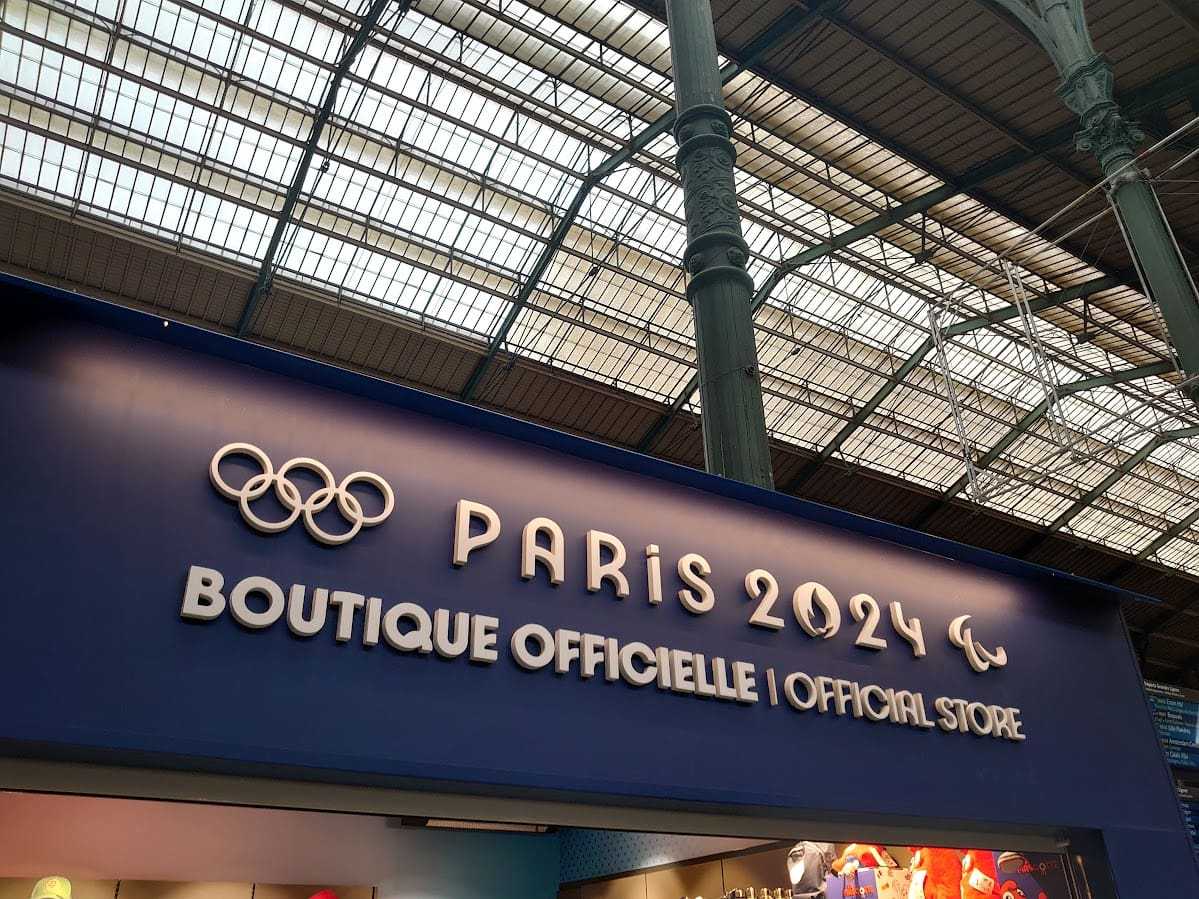 PARIS 2024
BOUTIQUE OFFICIELLE | OFFICIAL STORE